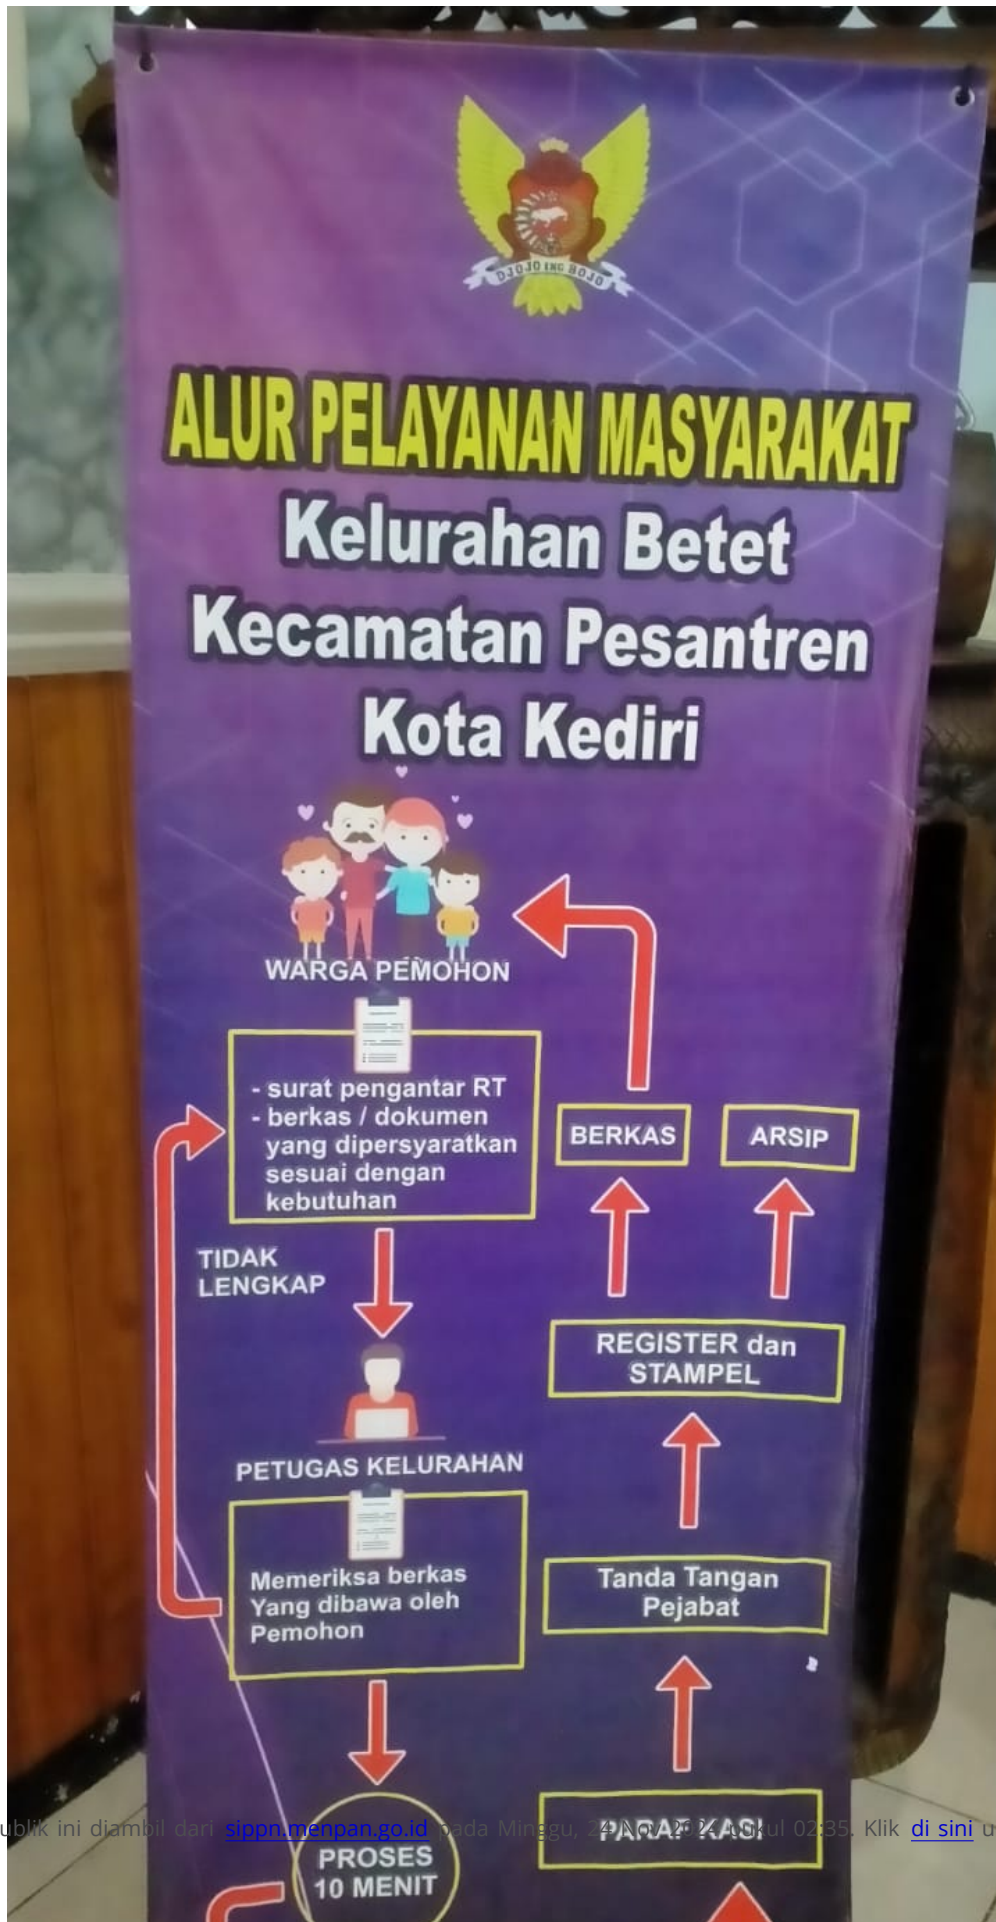 DJOJO ING BOJO
ALUR PELAYANAN MASYARAKAT
Kelurahan Betet
Kecamatan Pesantren
Kota Kediri
WARGA PEMOHON
- surat pengantar RT
- berkas / dokumen
yang dipersyaratkan
sesuai dengan
kebutuhan
TIDAK
LENGKAP
PETUGAS KELURAHAN
Memeriksa berkas
Yang dibawa oleh
Pemohon
PROSES
10 MENIT
BERKAS
ARSIP
REGISTER dan
STAMPEL
Tanda Tangan
Pejabat
PARAF KASI
ublik ini diambil dari sippn.menpan.go.id pada Minggu, 24 Nov 2024 pukul 02:35. Klik di sini u